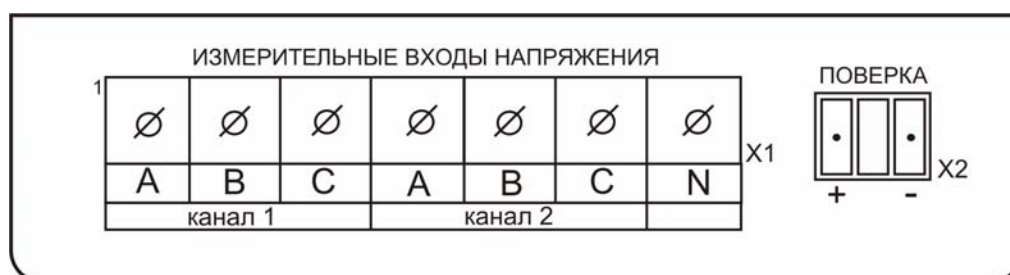 ИЗМЕРИТЕЛЬНЫЕ ВХОДЫ НАПРЯЖЕНИЯ
ПОВЕРКА
1
X1
X2
A B C A B C N
+ -
канал 1 канал 2